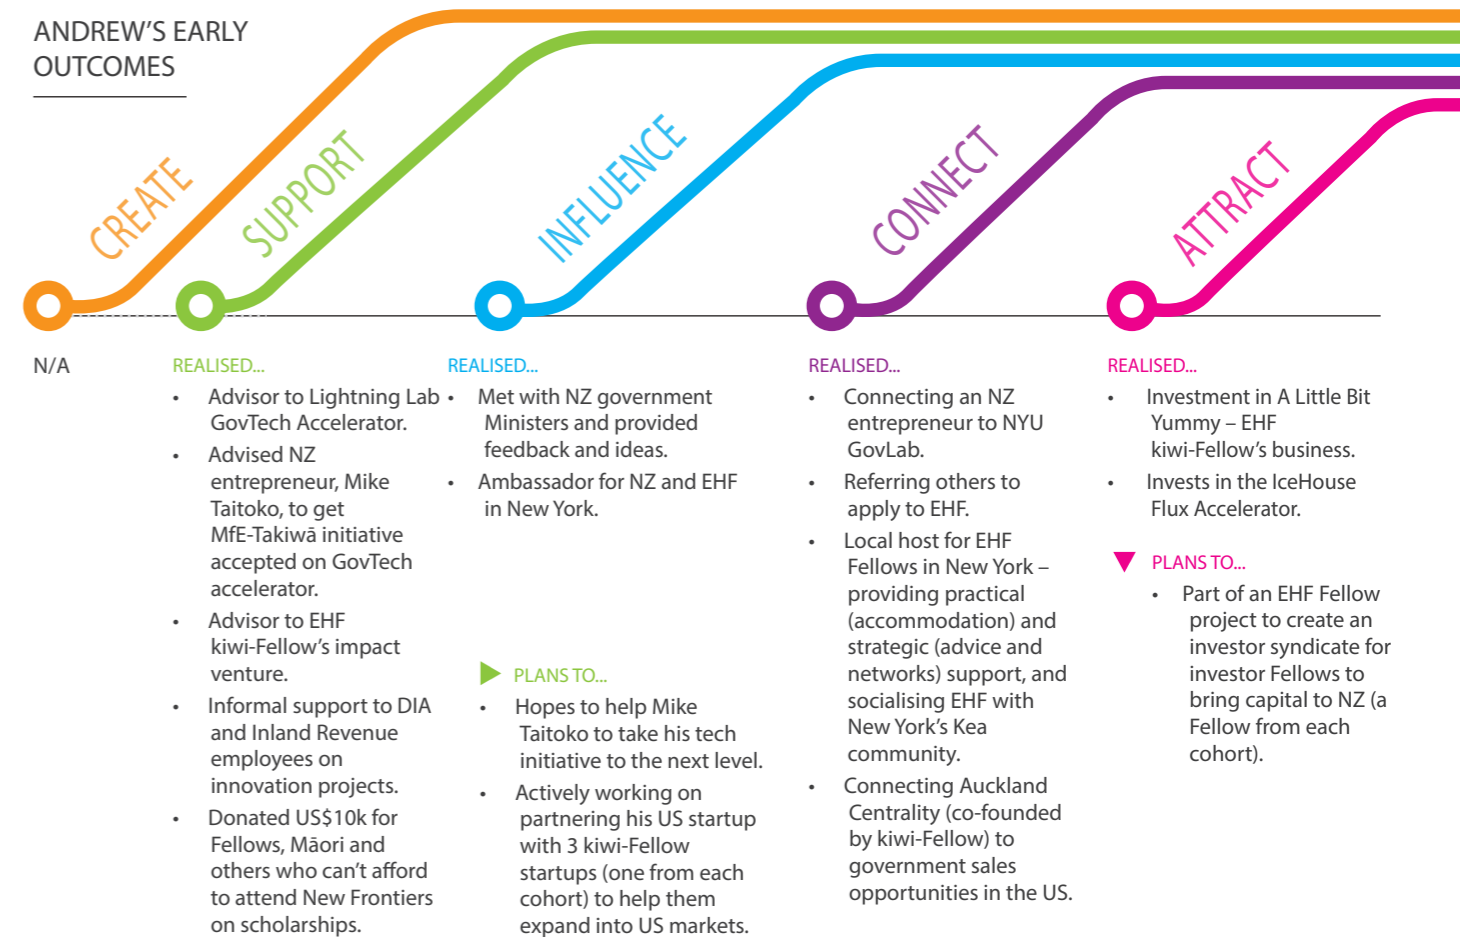 ANDREW'S EARLY
OUTCOMES
CREATE
SUPPORT
INFLUENCE
CONNECT
ATTRACT
N/A
REALISED...
• Advisor to Lightning Lab
GovTech Accelerator.
• Advised NZ
entrepreneur, Mike
Taitoko, to get
MfE-Takiwā initiative
accepted on GovTech
accelerator.
• Advisor to EHF
kiwi-Fellow's impact
venture.
• Informal support to DIA
and Inland Revenue
employees on
innovation projects.
• Donated US$10k for
Fellows, Māori and
others who can't afford
to attend New Frontiers
on scholarships.
REALISED...
• Met with NZ government
Ministers and provided
feedback and ideas.
• Ambassador for NZ and EHF
in New York.
PLANS TO...
• Hopes to help Mike
Taitoko to take his tech
initiative to the next level.
• Actively working on
partnering his US startup
with 3 kiwi-Fellow
startups (one from each
cohort) to help them
expand into US markets.
REALISED...
• Connecting an NZ
entrepreneur to NYU
GovLab.
• Referring others to
apply to EHF.
• Local host for EHF
Fellows in New York –
providing practical
(accommodation) and
strategic (advice and
networks) support, and
socialising EHF with
New York's Kea
community.
• Connecting Auckland
Centrality (co-founded
by kiwi-Fellow) to
government sales
opportunities in the US.
REALISED...
• Investment in A Little Bit
Yummy – EHF
kiwi-Fellow's business.
• Invests in the IceHouse
Flux Accelerator.
PLANS TO...
• Part of an EHF Fellow
project to create an
investor syndicate for
investor Fellows to
bring capital to NZ (a
Fellow from each
cohort).